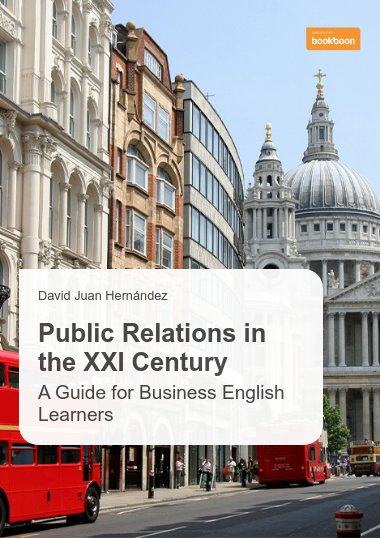 bookboon
David Juan Hernández
Public Relations in
the XXI Century
A Guide for Business English
Learners